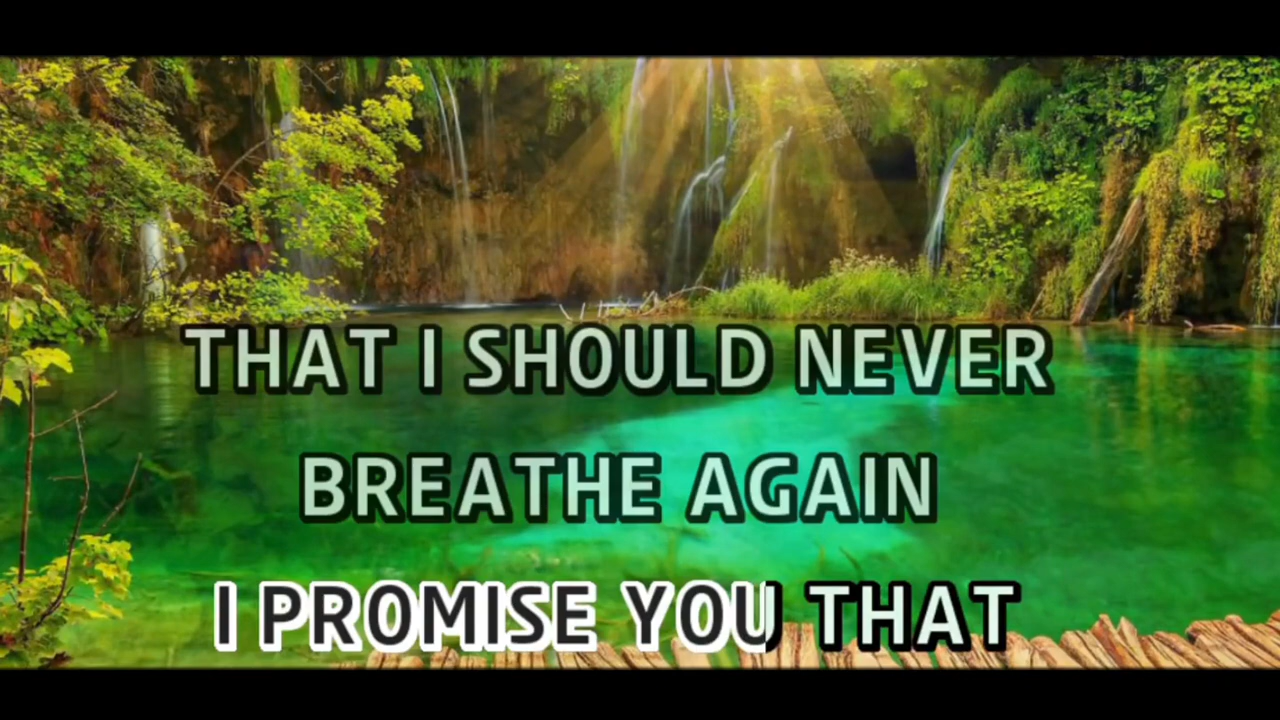 THAT I SHOULD NEVER
BREATHE AGAIN
I PROMISE YOU THAT